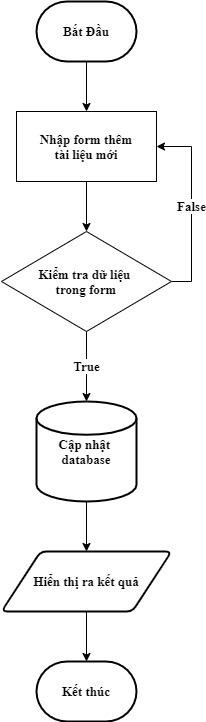 Bắt Đầu
Nhập form thêm
tài liệu mới
False
Kiểm tra dữ liệu
trong form
True
Cập nhật
database
Hiển thị ra kết quả
Kết thúc